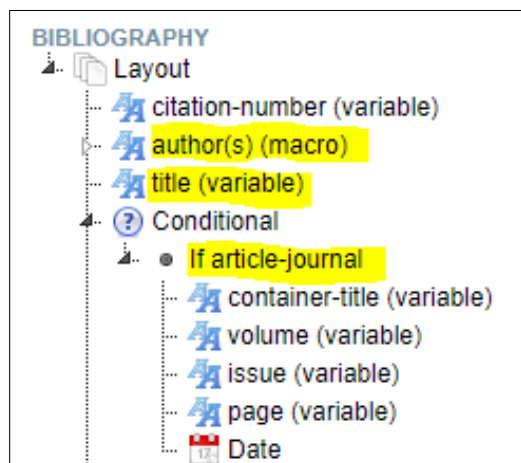 BIBLIOGRAPHY
Layout
citation-number (variable)
author(s) (macro)
title (variable)
Conditional
If article-journal
container-title (variable)
volume (variable)
issue (variable)
page (variable)
Date